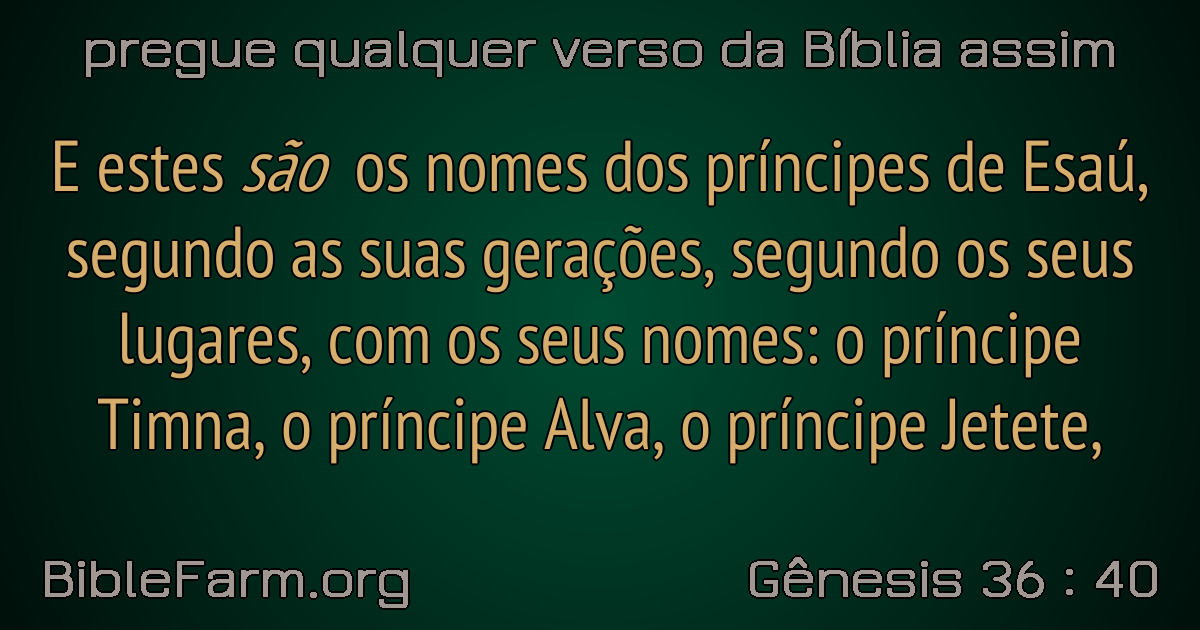 pregue qualquer verso da Bíblia assim
E estes são os nomes dos príncipes de Esaú,
segundo as suas gerações, segundo os seus
lugares, com os seus nomes: o príncipe
Timna, o príncipe Alva, o príncipe Jetete,
BibleFarm.org
Gênesis 36 : 40